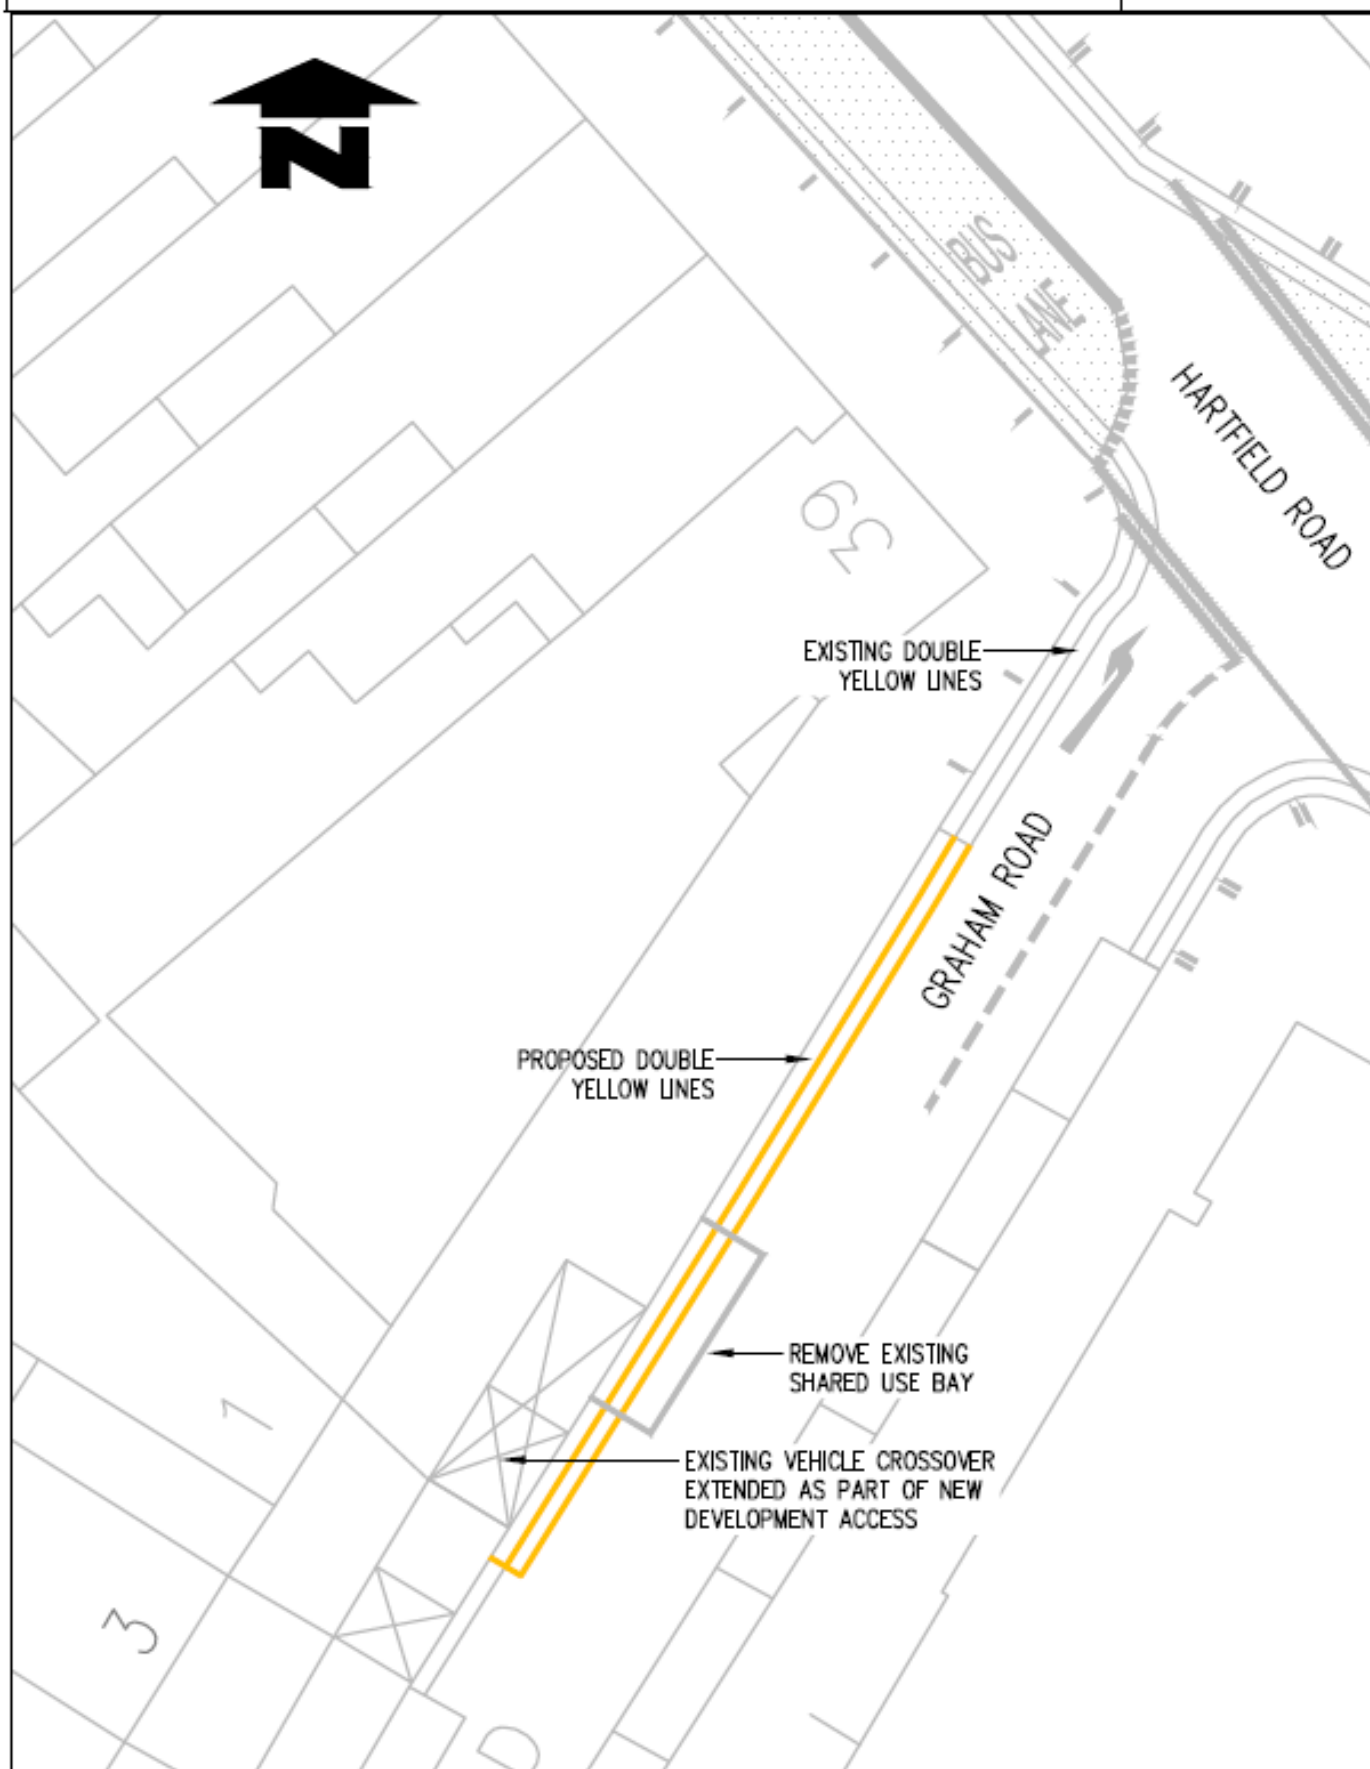 N
BUS
LANE
HARTFIELD ROAD
39
EXISTING DOUBLE
YELLOW LINES
GRAHAM ROAD
PROPOSED DOUBLE
YELLOW LINES
REMOVE EXISTING
SHARED USE BAY
1
EXISTING VEHICLE CROSSOVER
EXTENDED AS PART OF NEW
DEVELOPMENT ACCESS
3
D